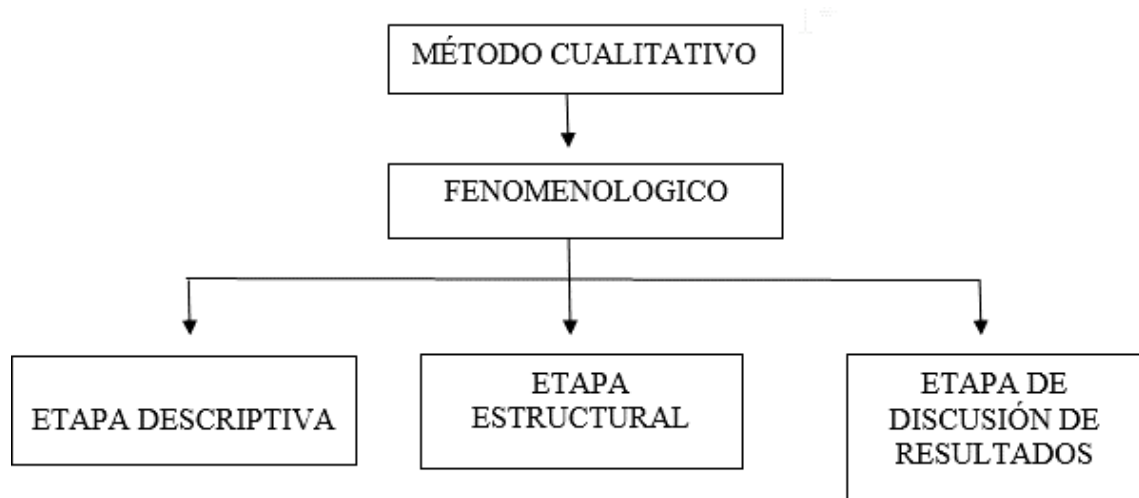 MÉTODO CUALITATIVO
FENOMENOLOGICO
ETAPA DESCRIPTIVA
ETAPA
ESTRUCTURAL
ETAPA DE
DISCUSIÓN DE
RESULTADOS